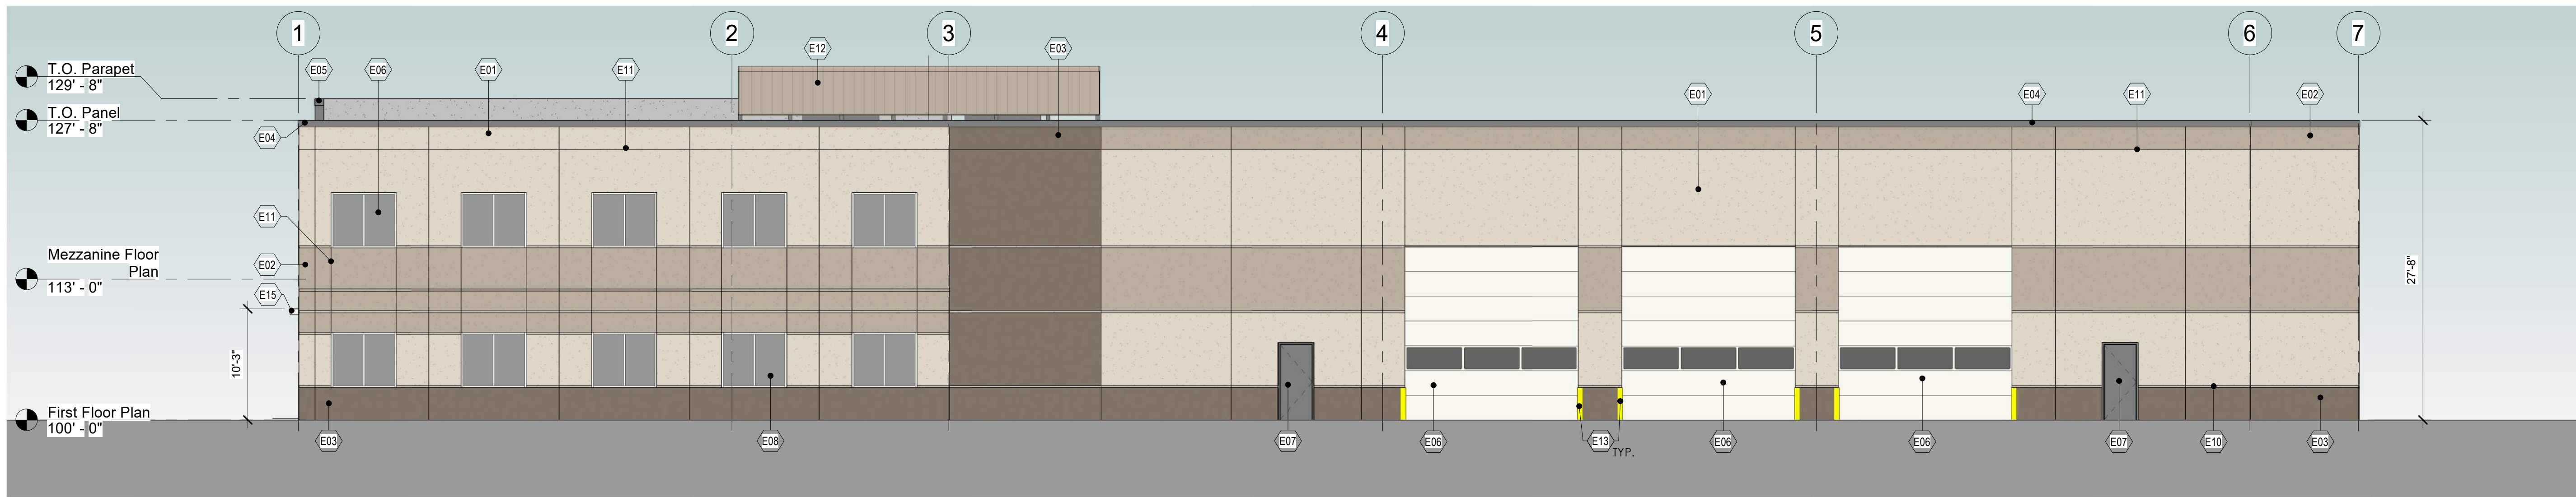 1
2
3
4
5
6
7
E12
E03
T.O. Parapet
129' - 8"
E05
E06
E01
E11
E01
E04
E11
E02
T.O. Panel
127' - 8"
E04
E11
Mezzanine Floor
Plan
113' - 0"
E02
E15
27'-8"
10'-3"
First Floor Plan
100' - 0"
E03
E08
E07
E06
E13
TYP.
E06
E06
E07
E10
E03